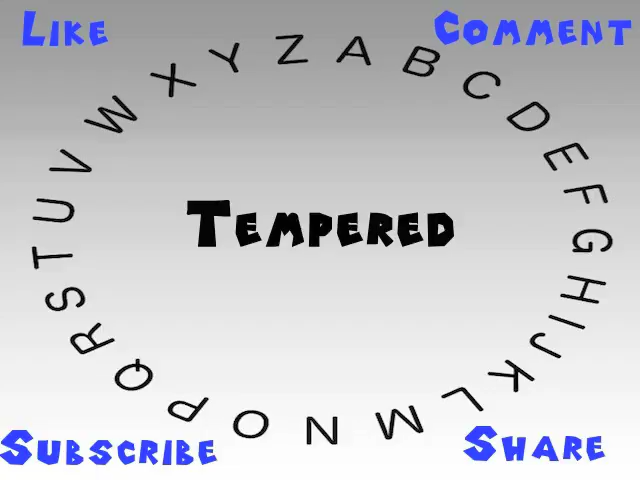 Like
Comment
A B C D E F G H I J K L M N O P Q R S T U V W X Y Z
Tempered
Subscribe
Share